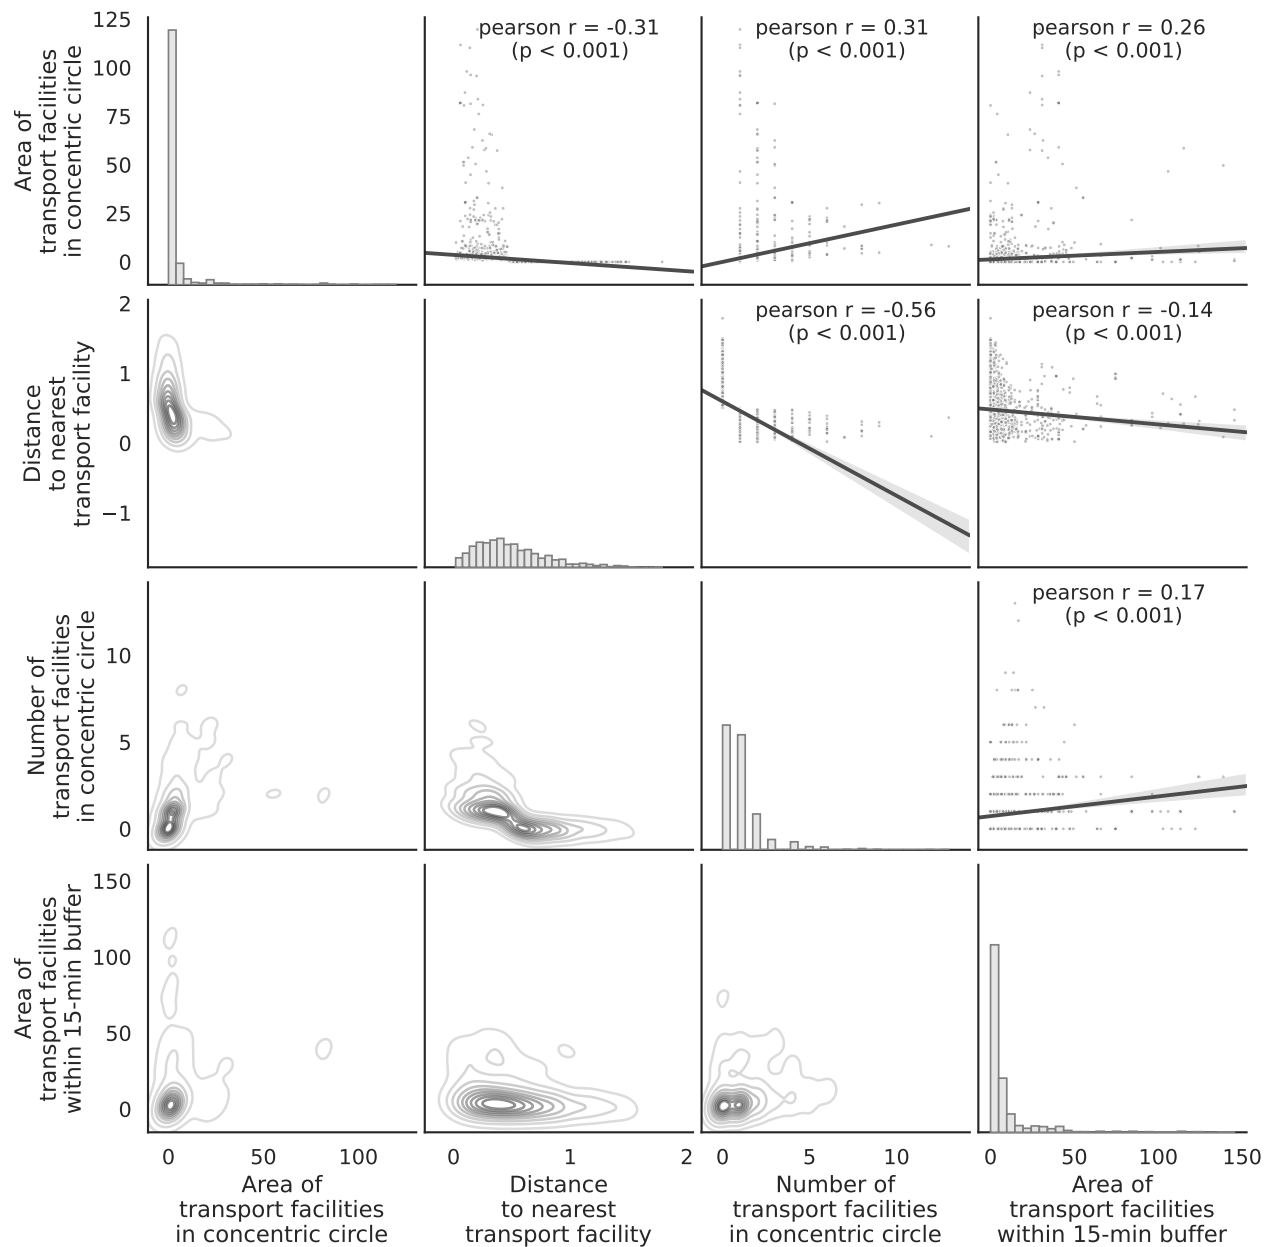 125
100
75
50
25
0
Area of
transport facilities
in concentric circle
pearson r = -0.31
(p < 0.001)
pearson r = 0.31
(p < 0.001)
pearson r = 0.26
(p < 0.001)
2
1
0
−1
Distance
to nearest
transport facility
pearson r = -0.56
(p < 0.001)
pearson r = -0.14
(p < 0.001)
10
5
0
Number of
transport facilities
in concentric circle
pearson r = 0.17
(p < 0.001)
150
100
50
0
Area of
transport facilities
within 15-min buffer
0 50 100
Area of
transport facilities
in concentric circle
0 1 2
Distance
to nearest
transport facility
0 5 10
Number of
transport facilities
in concentric circle
0 50 100 150
Area of
transport facilities
within 15-min buffer